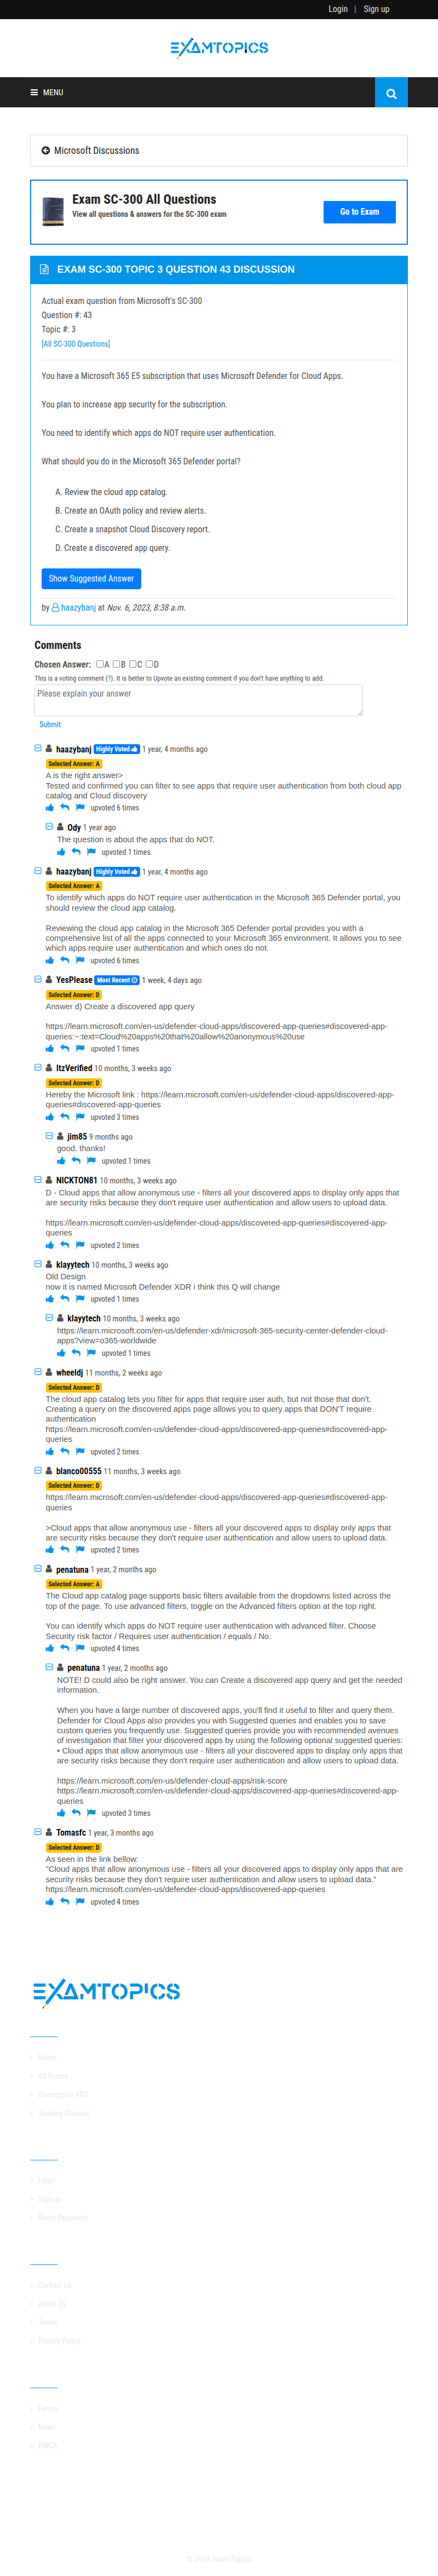 Login | Sign up
EXAMTOPICS
MENU
Microsoft Discussions
Exam SC-300 All Questions
View all questions & answers for the SC-300 exam
Go to Exam
EXAM SC-300 TOPIC 3 QUESTION 43 DISCUSSION
Actual exam question from Microsoft's SC-300
Question #: 43
Topic #: 3
[All SC-300 Questions]
You have a Microsoft 365 E5 subscription that uses Microsoft Defender for Cloud Apps.
You plan to increase app security for the subscription.
You need to identify which apps do NOT require user authentication.
What should you do in the Microsoft 365 Defender portal?
A. Review the cloud app catalog.
B. Create an OAuth policy and review alerts.
C. Create a snapshot Cloud Discovery report.
D. Create a discovered app query.
Show Suggested Answer
by haazybanj at Nov. 6, 2023, 8:38 a.m.
Comments
Chosen Answer: A B C D
This is a voting comment (?). It is better to Upvote an existing comment if you don't have anything to add.
Please explain your answer
Submit
haazybanj Highly Voted 1 year, 4 months ago
Selected Answer: A
A is the right answer>
Tested and confirmed you can filter to see apps that require user authentication from both cloud app
catalog and Cloud discovery
upvoted 6 times
Ody 1 year ago
The question is about the apps that do NOT.
upvoted 1 times
haazybanj Highly Voted 1 year, 4 months ago
Selected Answer: A
To identify which apps do NOT require user authentication in the Microsoft 365 Defender portal, you
should review the cloud app catalog.
Reviewing the cloud app catalog in the Microsoft 365 Defender portal provides you with a
comprehensive list of all the apps connected to your Microsoft 365 environment. It allows you to see
which apps require user authentication and which ones do not.
upvoted 6 times
YesPlease Most Recent 1 week, 4 days ago
Selected Answer: D
Answer d) Create a discovered app query
https://learn.microsoft.com/en-us/defender-cloud-apps/discovered-app-queries#discovered-app-
queries:~:text=Cloud%20apps%20that%20allow%20anonymous%20use
upvoted 1 times
ItzVerified 10 months, 3 weeks ago
Selected Answer: D
Hereby the Microsoft link : https://learn.microsoft.com/en-us/defender-cloud-apps/discovered-app-
queries#discovered-app-queries
upvoted 3 times
jim85 9 months ago
good, thanks!
upvoted 1 times
NICKTON81 10 months, 3 weeks ago
D - Cloud apps that allow anonymous use - filters all your discovered apps to display only apps that
are security risks because they don't require user authentication and allow users to upload data.
https://learn.microsoft.com/en-us/defender-cloud-apps/discovered-app-queries#discovered-app-
queries
upvoted 2 times
klayytech 10 months, 3 weeks ago
Old Design
now it is named Microsoft Defender XDR i think this Q will change
upvoted 1 times
klayytech 10 months, 3 weeks ago
https://learn.microsoft.com/en-us/defender-xdr/microsoft-365-security-center-defender-cloud-
apps?view=o365-worldwide
upvoted 1 times
wheeldj 11 months, 2 weeks ago
Selected Answer: D
The cloud app catalog lets you filter for apps that require user auth, but not those that don't.
Creating a query on the discovered apps page allows you to query apps that DON'T require
authentication
https://learn.microsoft.com/en-us/defender-cloud-apps/discovered-app-queries#discovered-app-
queries
upvoted 2 times
blanco00555 11 months, 3 weeks ago
Selected Answer: D
https://learn.microsoft.com/en-us/defender-cloud-apps/discovered-app-queries#discovered-app-
queries
>Cloud apps that allow anonymous use - filters all your discovered apps to display only apps that
are security risks because they don't require user authentication and allow users to upload data.
upvoted 2 times
penatuna 1 year, 2 months ago
Selected Answer: A
The Cloud app catalog page supports basic filters available from the dropdowns listed across the
top of the page. To use advanced filters, toggle on the Advanced filters option at the top right.
You can identify which apps do NOT require user authentication with advanced filter. Choose
Security risk factor / Requires user authentication / equals / No.
upvoted 4 times
penatuna 1 year, 2 months ago
NOTE! D could also be right answer. You can Create a discovered app query and get the needed
information.
When you have a large number of discovered apps, you'll find it useful to filter and query them.
Defender for Cloud Apps also provides you with Suggested queries and enables you to save
custom queries you frequently use. Suggested queries provide you with recommended avenues
of investigation that filter your discovered apps by using the following optional suggested queries:
• Cloud apps that allow anonymous use - filters all your discovered apps to display only apps that
are security risks because they don't require user authentication and allow users to upload data.
https://learn.microsoft.com/en-us/defender-cloud-apps/risk-score
https://learn.microsoft.com/en-us/defender-cloud-apps/discovered-app-queries#discovered-app-
queries
upvoted 3 times
Tomasfc 1 year, 3 months ago
Selected Answer: D
As seen in the link bellow:
"Cloud apps that allow anonymous use - filters all your discovered apps to display only apps that are
security risks because they don't require user authentication and allow users to upload data."
https://learn.microsoft.com/en-us/defender-cloud-apps/discovered-app-queries
upvoted 4 times
EXAMTOPICS
Home
All Exams
Examtopics PRO
Training Courses
Login
Sign up
Reset Password
Contact Us
About Us
Terms
Privacy Policy
Forum
News
DMCA
© 2024 ExamTopics